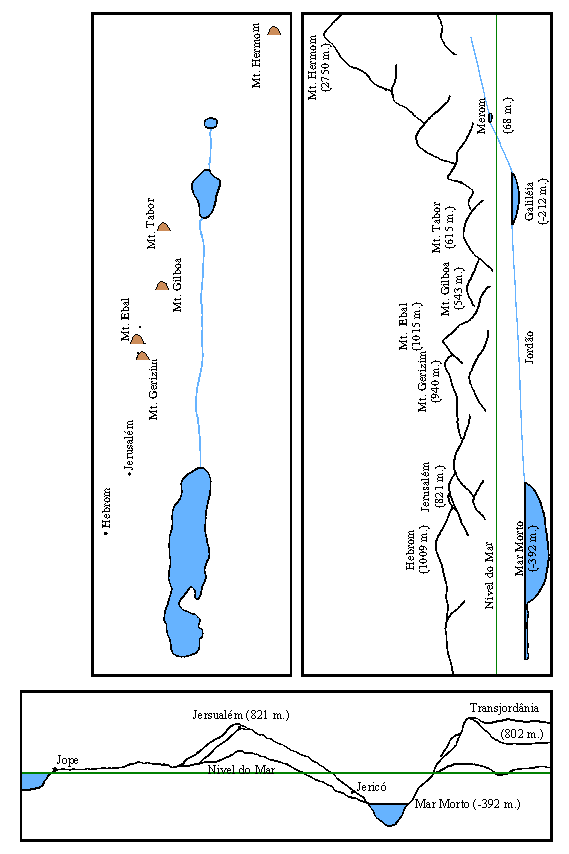 Mt. Hermom
Mt. Tabor
Mt. Gilboa
Mt. Ebal
Mt. Gerizim
Jerusalém
Hebrom
Mt. Hermom
(2750 m.)
Merom
(68 m.)
Galiléia
(-212 m.)
Mt. Tabor
(615 m.)
Mt. Gilboa
(543 m.)
Mt. Ebal
(1015 m.)
Mt. Gerizim
(940 m.)
Jordão
Jerusalém
(821 m.)
Hebrom
(1009 m.)
Nivel do Mar
Mar Morto
(-392 m.)
Jersualém (821 m.)
Transjordânia
(802 m.)
Jope
Nivel do Mar
Jericó
Mar Morto (-392 m.)